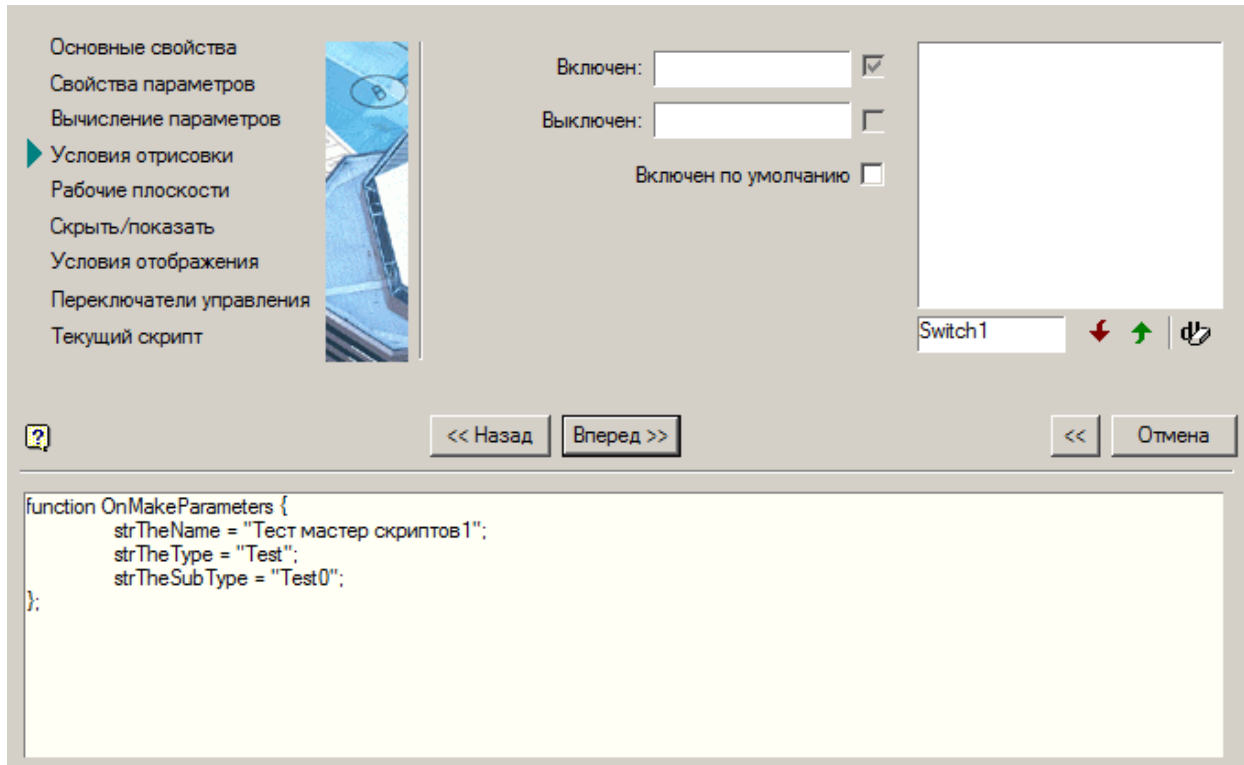 Основные свойства
Свойства параметров
Вычисление параметров
Условия отрисовки
Рабочие плоскости
Скрыть/показать
Условия отображения
Переключатели управления
Текущий скрипт
Включен:
Выключен:
Включен по умолчанию
Switch1
<< Назад
Вперед >>
<<
Отмена
function OnMakeParameters {
strTheName = "Тест мастер скриптов1";
strTheType = "Test";
strTheSubType = "Test0";
};